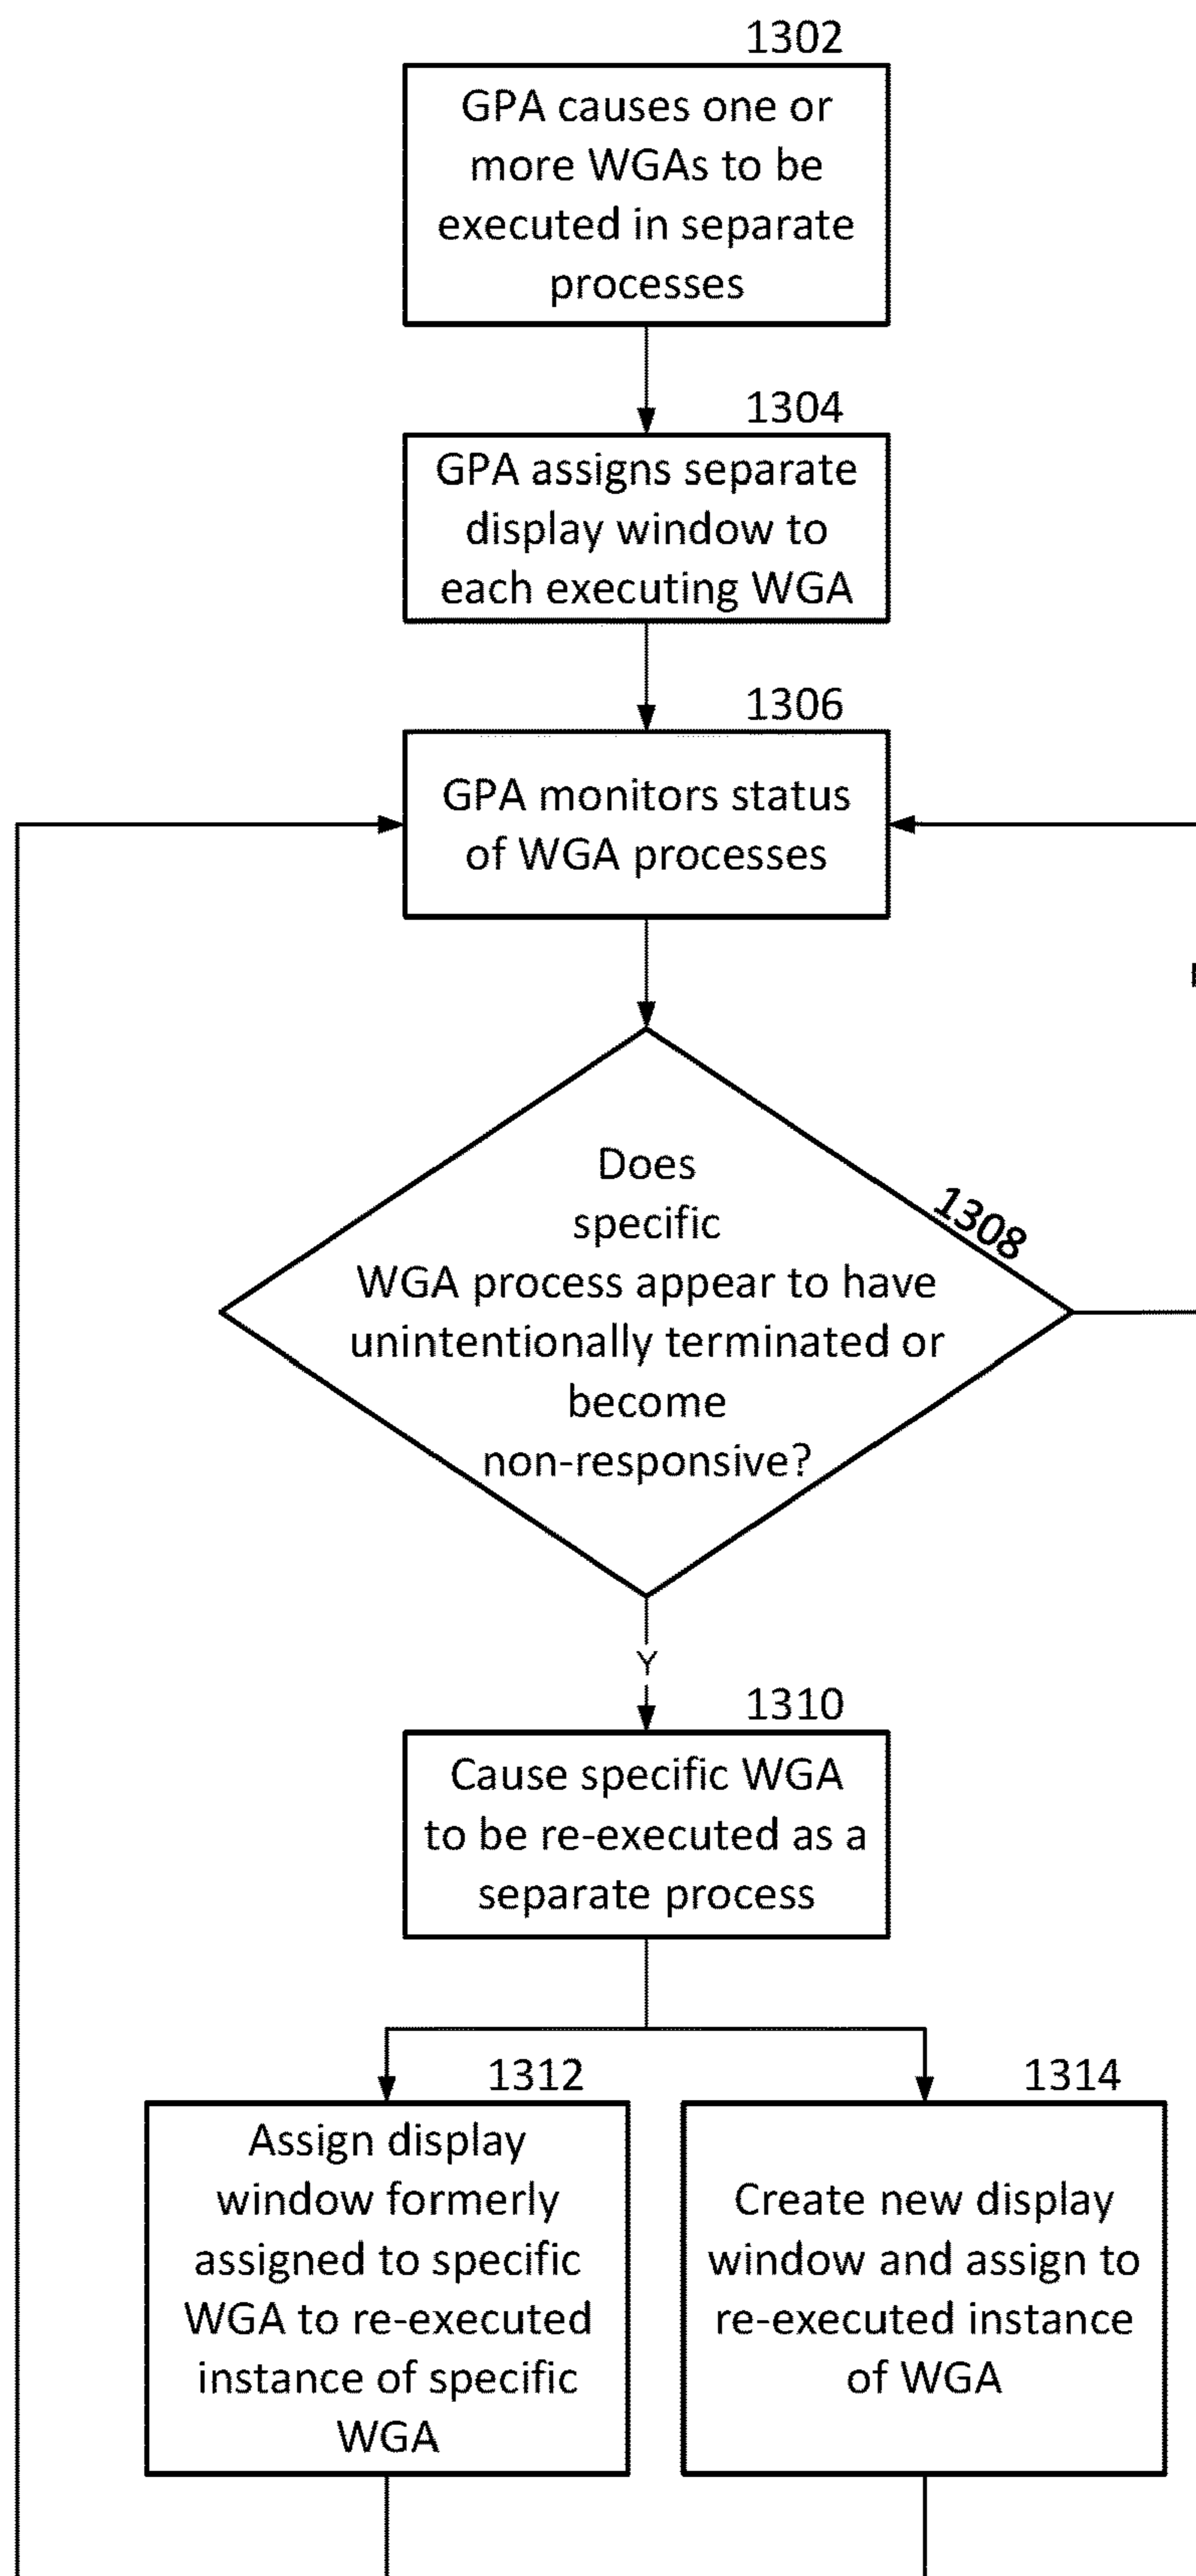 1302
GPA causes one or
more WGAs to be
executed in separate
processes
1304
GPA assigns separate
display window to
each executing WGA
1306
GPA monitors status
of WGA processes
Does
specific
WGA process appear to have
unintentionally terminated or
become
non-responsive?
1308
Y
1310
Cause specific WGA
to be re-executed as a
separate process
1312
Assign display
window formerly
assigned to specific
WGA to re-executed
instance of specific
WGA
1314
Create new display
window and assign to
re-executed instance
of WGA